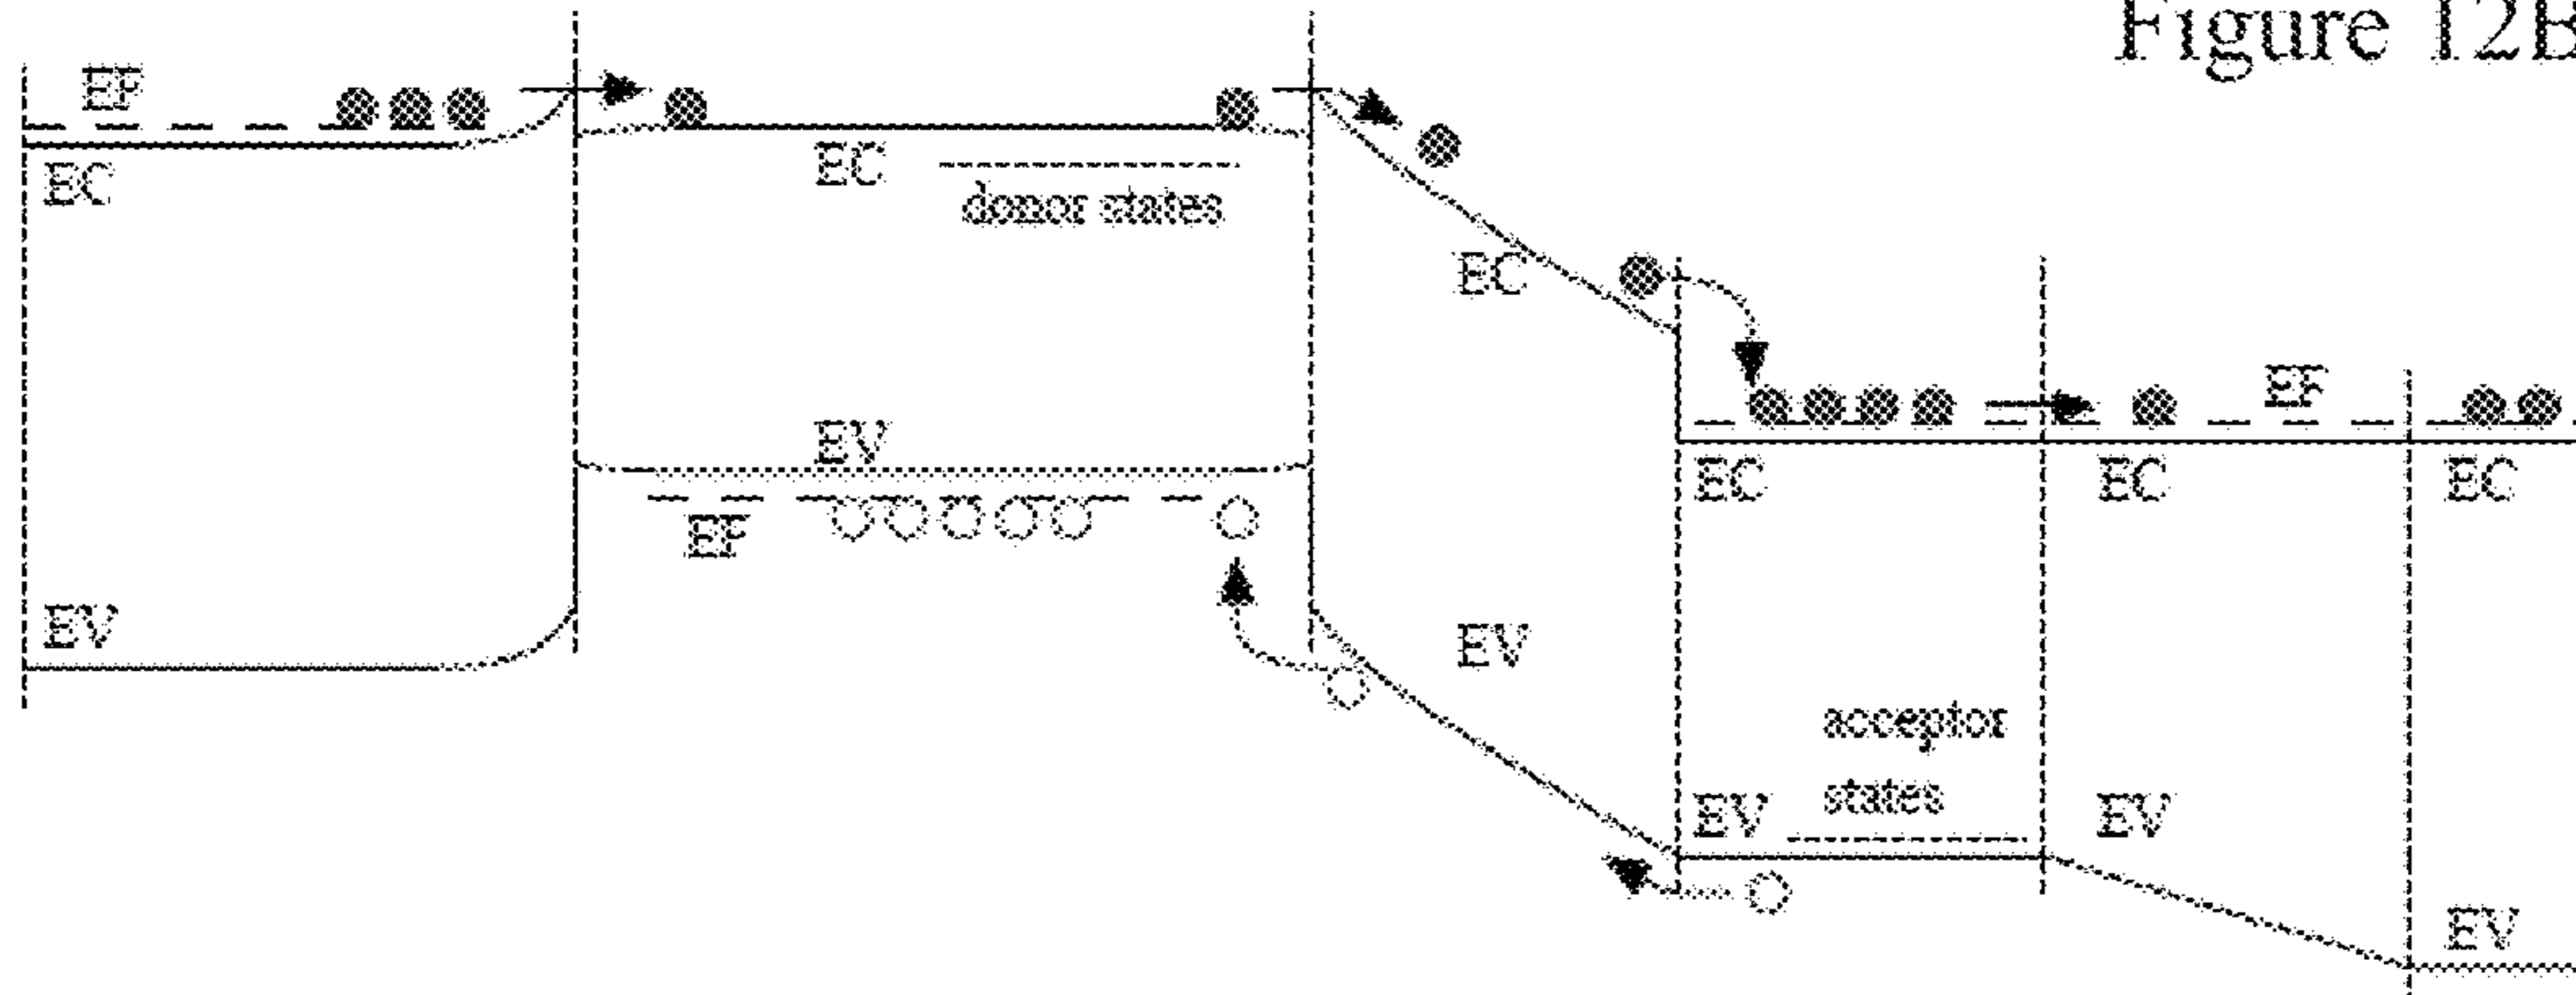 Figure 12B
EF
EC
EC
donor states
EC
EV
EF
EF
EC
EC
EC
EV
EV
acceptor
states
EV
EV
EV